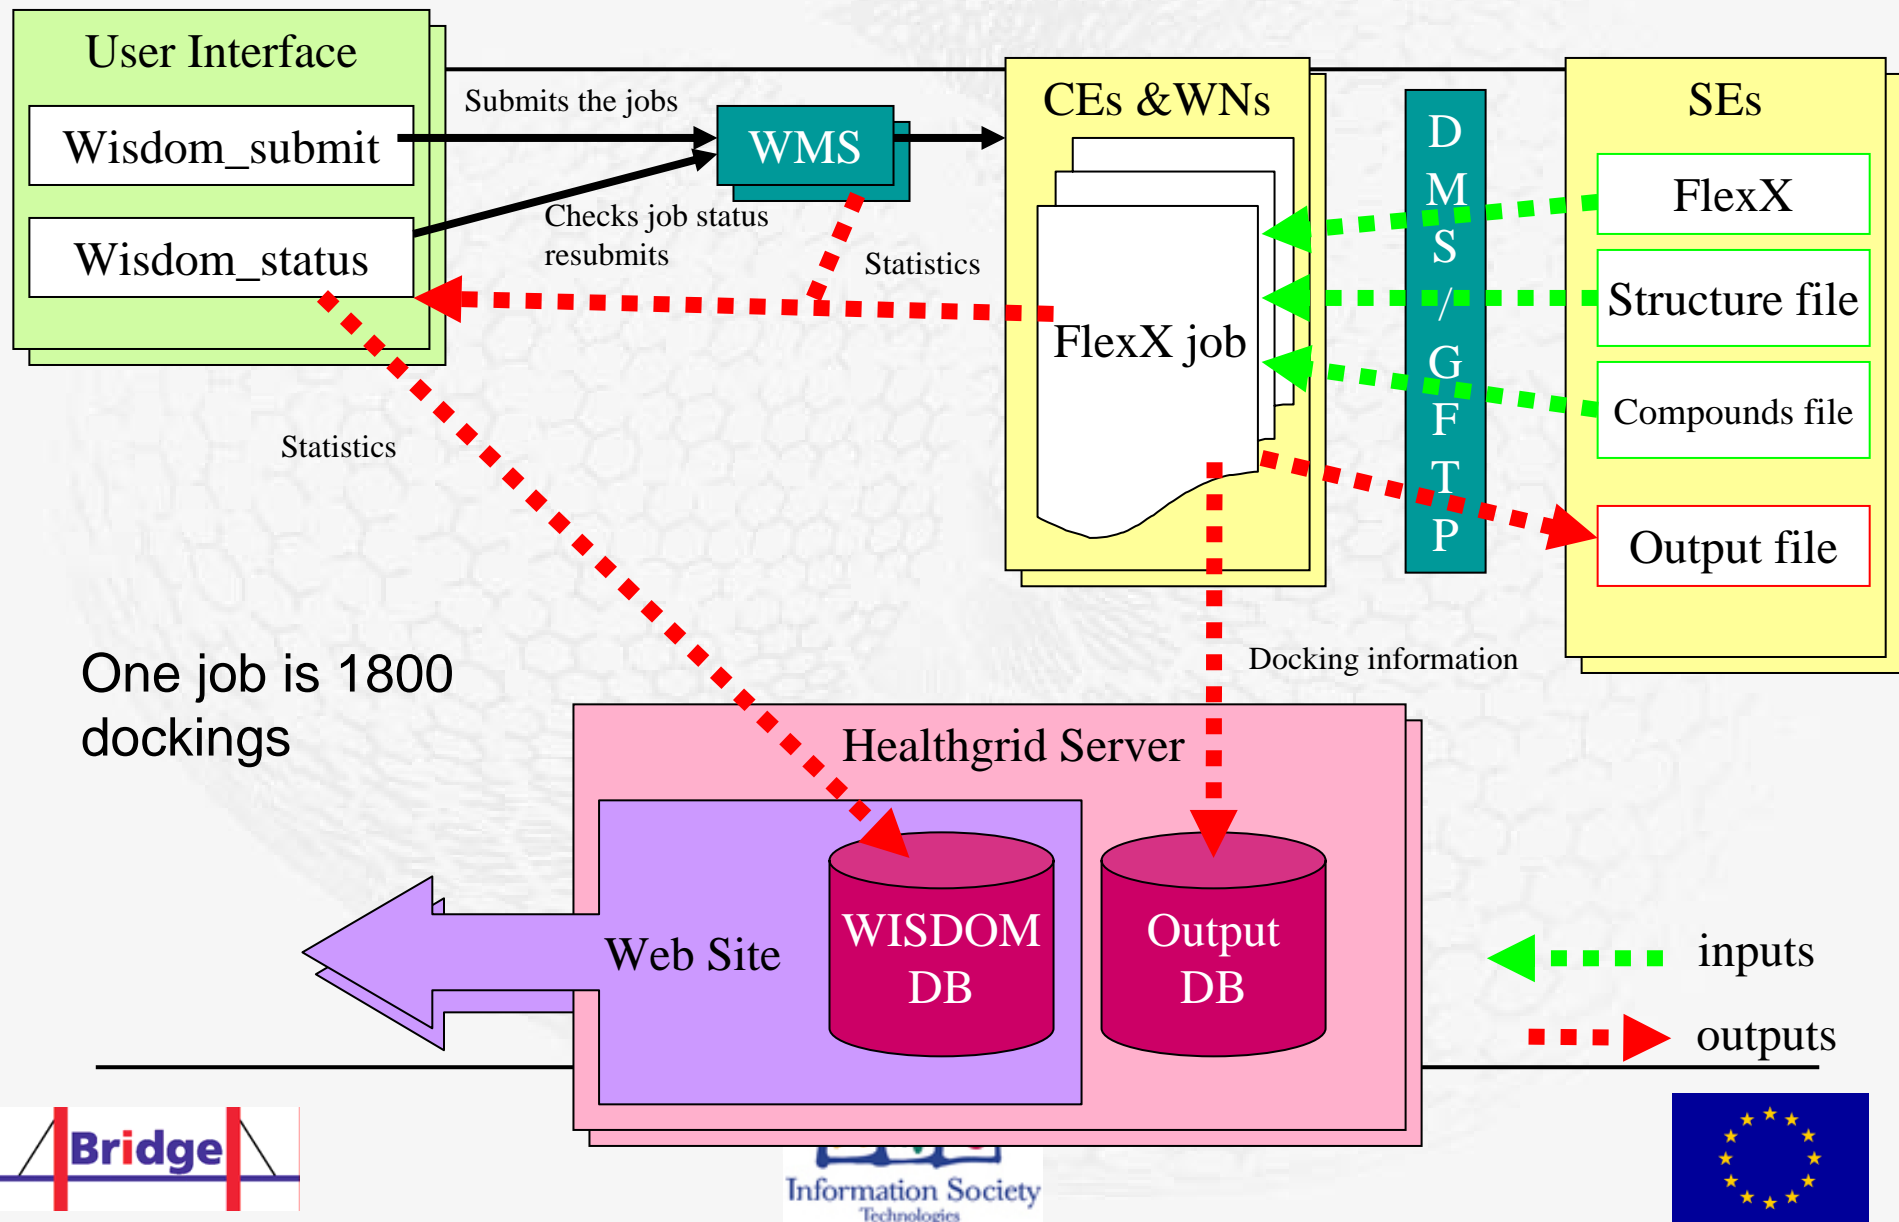 User Interface
Wisdom_submit
Wisdom_status
Submits the jobs
Checks job status
resubmits
WMS
Statistics
CEs &WNs
FlexX job
D
M
S
/
G
F
T
P
SEs
FlexX
Structure file
Compounds file
Output file
Statistics
Docking information
One job is 1800
dockings
Healthgrid Server
Web Site
WISDOM
DB
Output
DB
inputs
outputs
Bridge
Information Society
Technologies